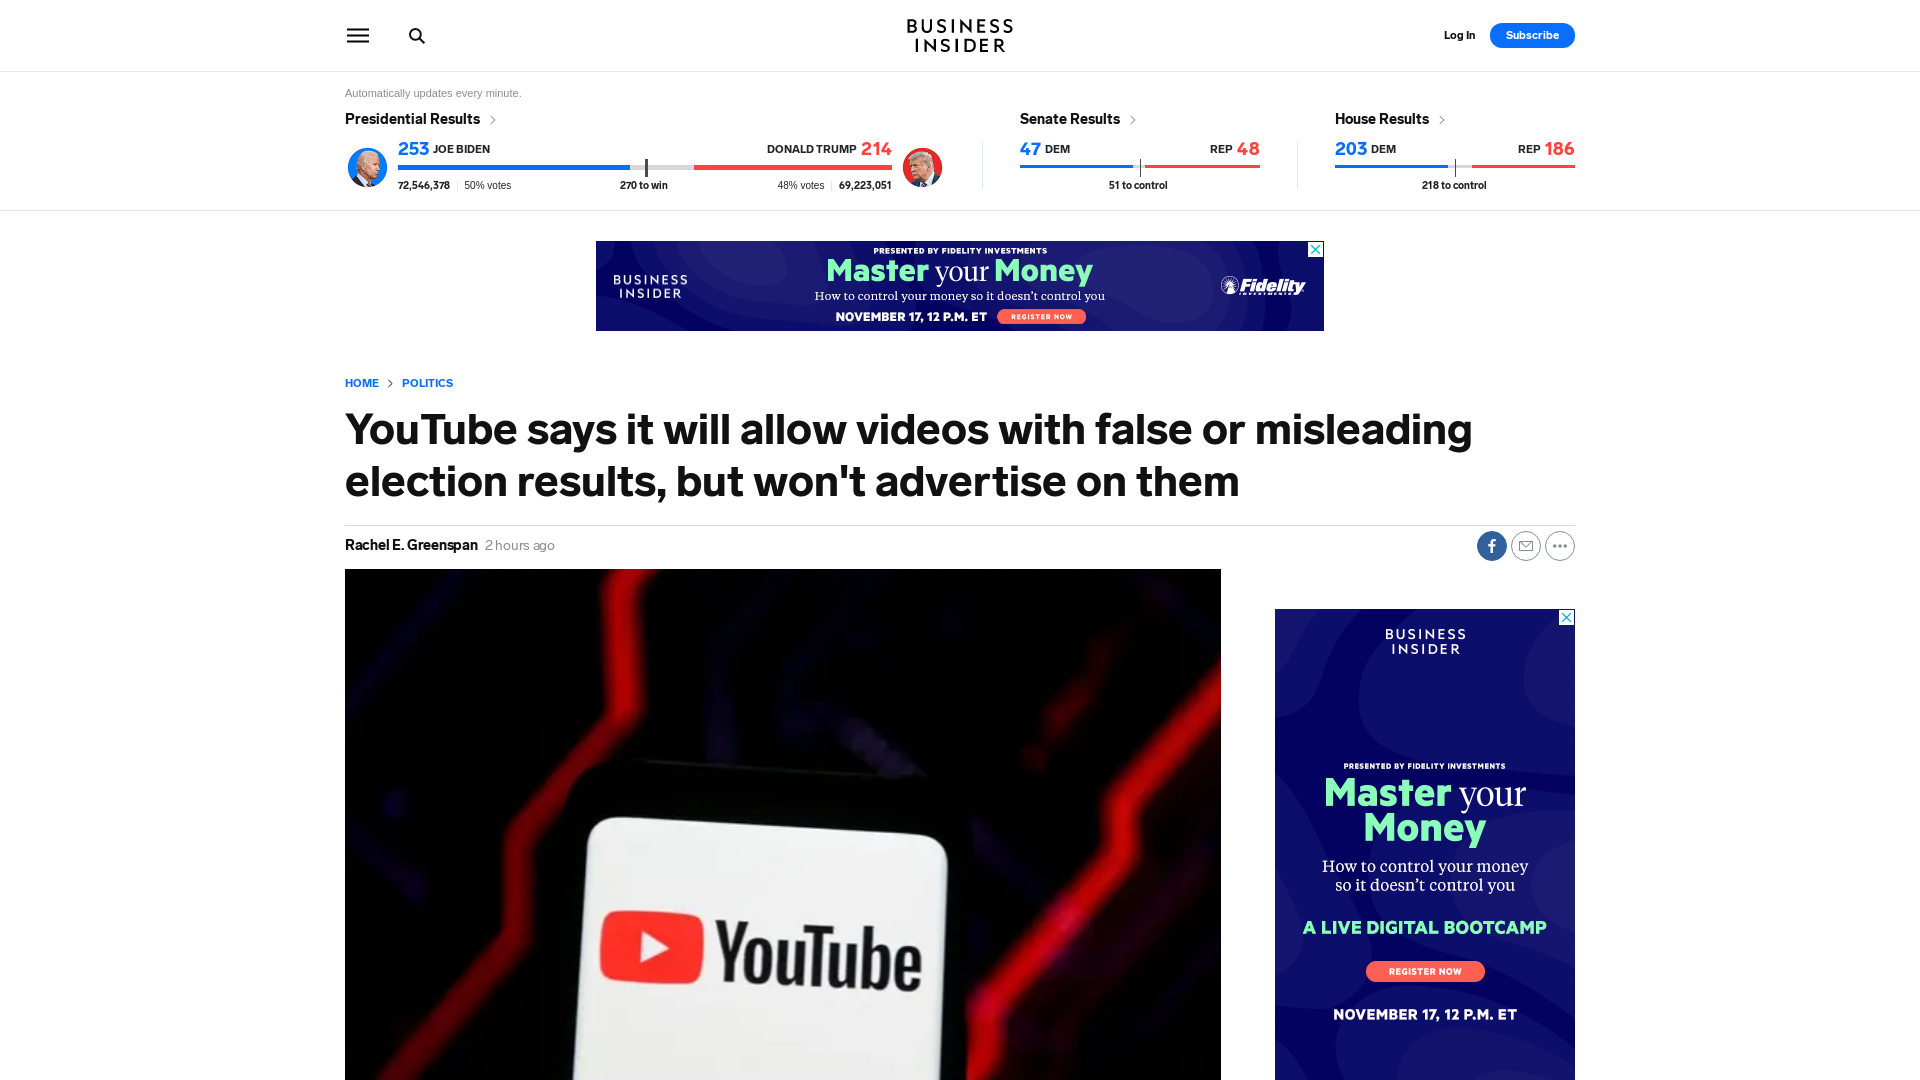 BUSINESS
INSIDER
Log In
Subscribe
Automatically updates every minute.
Presidential Results
253 JOE BIDEN
DONALD TRUMP 214
72,546,378 50% votes
270 to win
48% votes 69,223,051
Senate Results
47 DEM
REP 48
51 to control
House Results
203 DEM
REP 186
218 to control
BUSINESS
INSIDER
PRESENTED BY FIDELITY INVESTMENTS
Master your Money
How to control your money so it doesn't control you
NOVEMBER 17, 12 P.M. ET REGISTER NOW
Fidelity
INVESTMENTS
HOME > POLITICS
YouTube says it will allow videos with false or misleading
election results, but won't advertise on them
Rachel E. Greenspan 2 hours ago
YouTube
BUSINESS
INSIDER
PRESENTED BY FIDELITY INVESTMENTS
Master your
Money
How to control your money
so it doesn't control you
A LIVE DIGITAL BOOTCAMP
REGISTER NOW
NOVEMBER 17, 12 P.M. ET